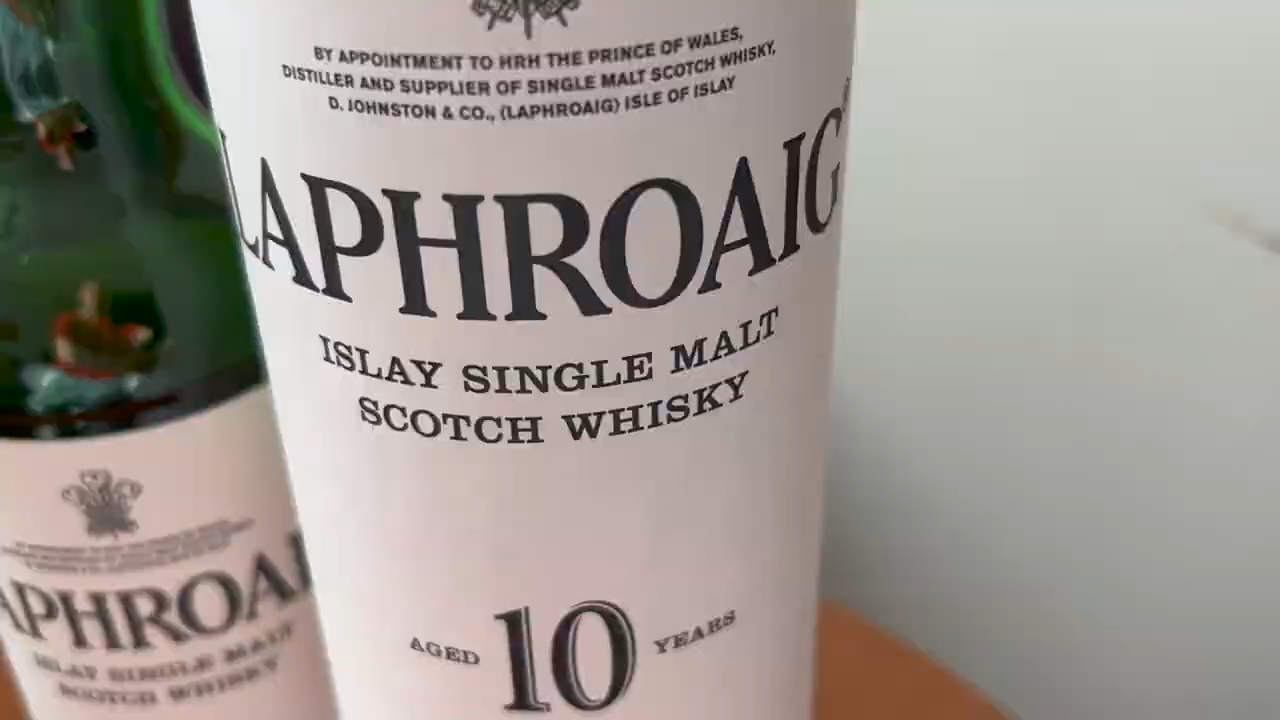 BY APPOINTMENT TO HRH THE PRINCE OF WALES,
DISTILLER AND SUPPLIER OF SINGLE MALT SCOTCH WHISKY,
D. JOHNSTON & CO., (LAPHROAIG) ISLE OF ISLAY
LAPHROAIG
ISLAY SINGLE MALT
SCOTCH WHISKY
AGED 10 YEARS
APHROAI
ISLAY SINGLE MALT
SCOTCH WHISKY